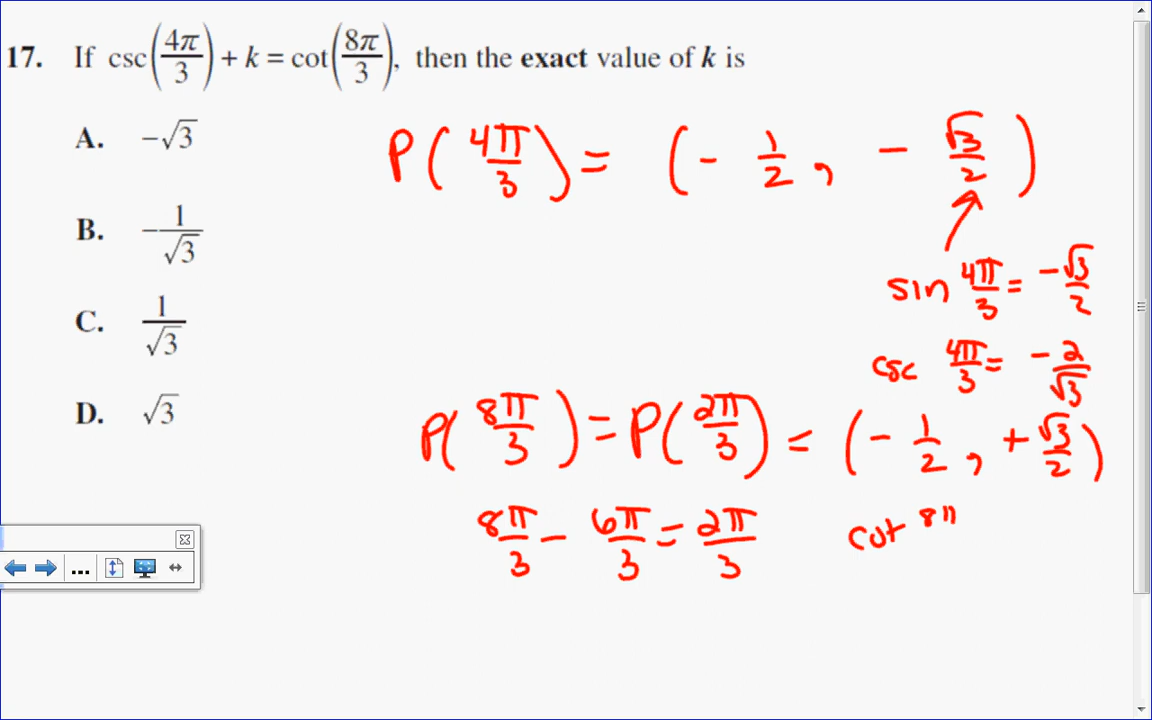 17. If csc(4π/3) + k = cot(8π/3), then the exact value of k is
A. −√3
B. −1/√3
C. 1/√3
D. √3
P(4π/3) = (− 1/2, − √3/2)
sin 4π/3 = −√3/2
csc 4π/3 = −2/√3
P(8π/3) = P(2π/3) = (− 1/2, + √3/2)
8π/3 − 6π/3 = 2π/3
cot 8π
...